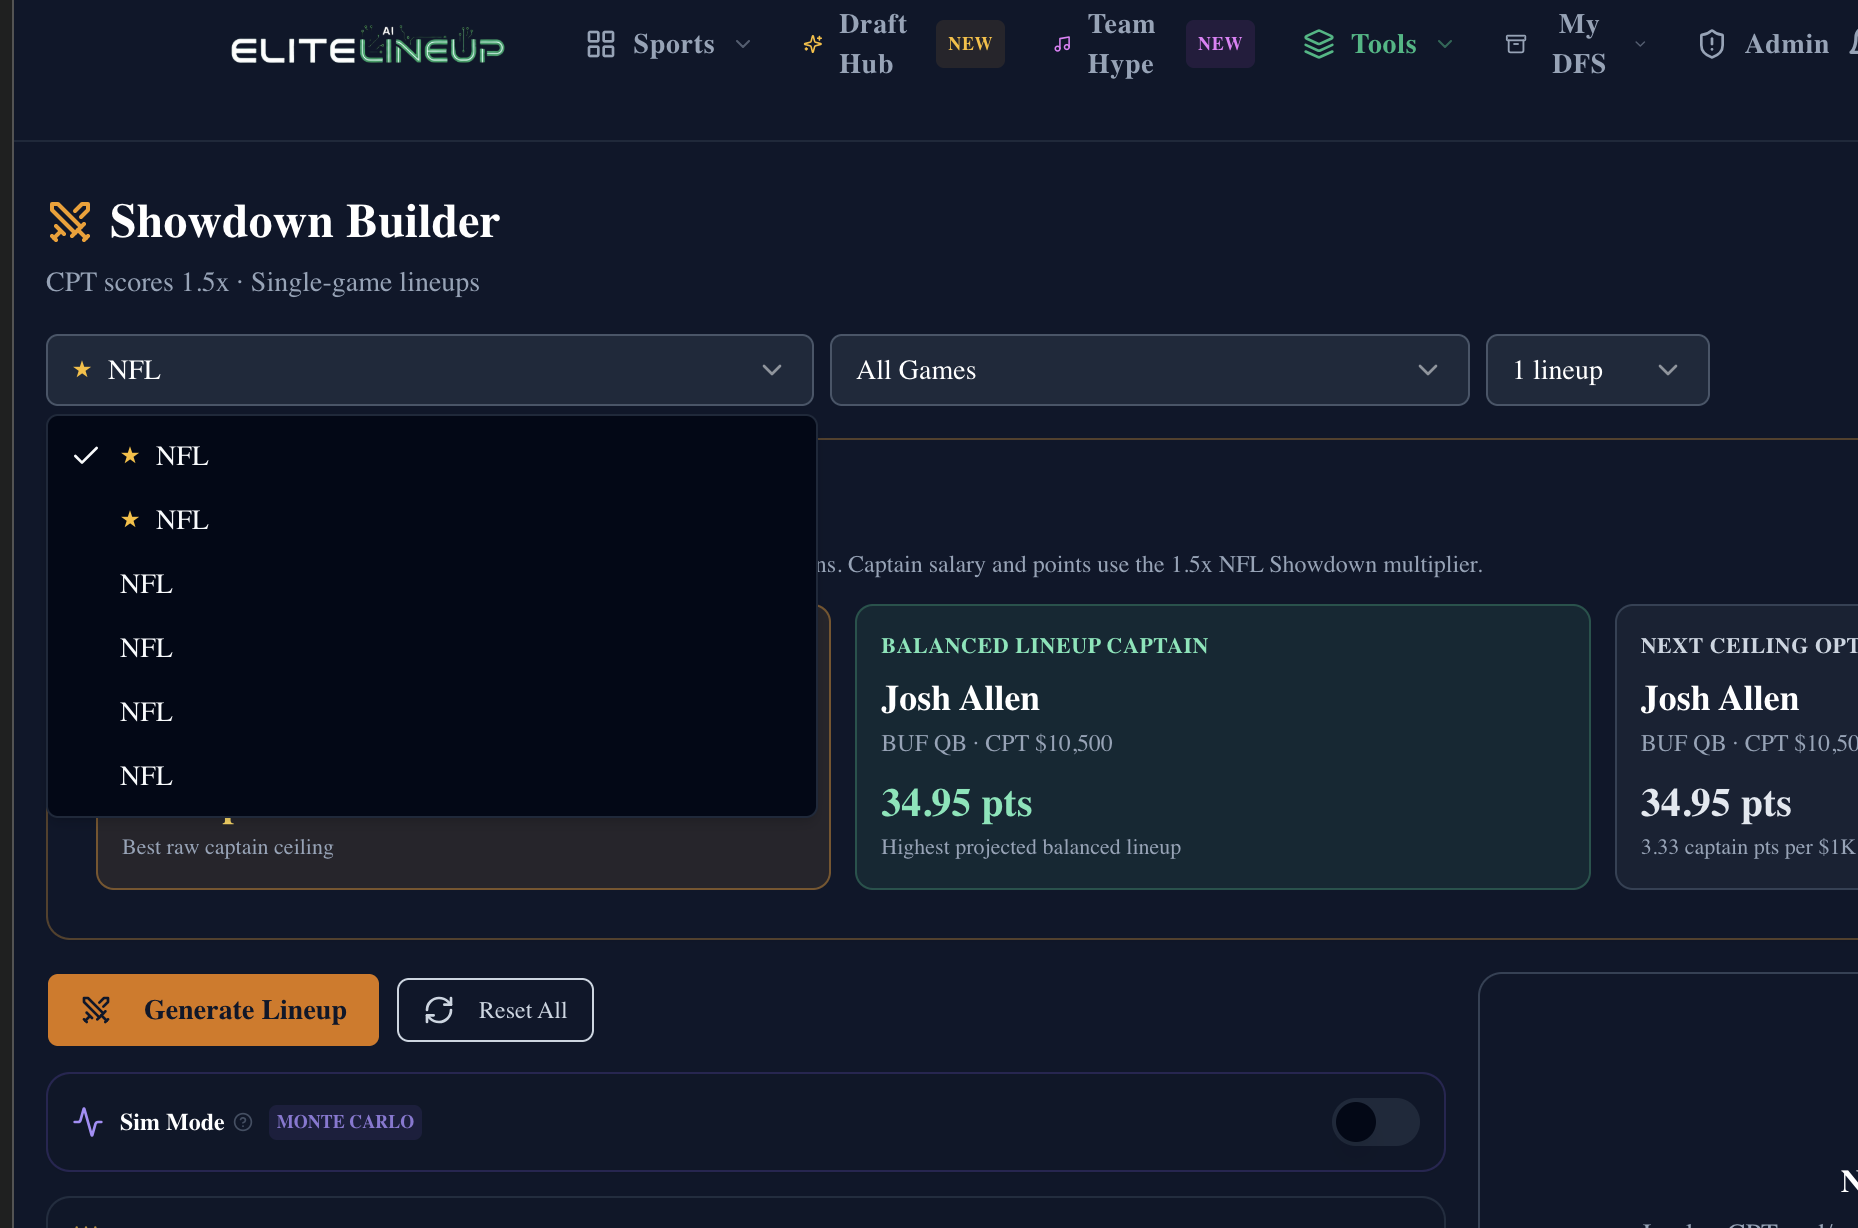 ELITELINEUP AI
Sports
Draft Hub
NEW
Team Hype
NEW
Tools
My DFS
Admin
Showdown Builder
CPT scores 1.5x · Single-game lineups
★ NFL
All Games
1 lineup
★ NFL
★ NFL
NFL
NFL
NFL
NFL
ns. Captain salary and points use the 1.5x NFL Showdown multiplier.
Best raw captain ceiling
BALANCED LINEUP CAPTAIN
Josh Allen
BUF QB · CPT $10,500
34.95 pts
Highest projected balanced lineup
NEXT CEILING OPT
Josh Allen
BUF QB · CPT $10,50
34.95 pts
3.33 captain pts per $1K
Generate Lineup
Reset All
Sim Mode
MONTE CARLO